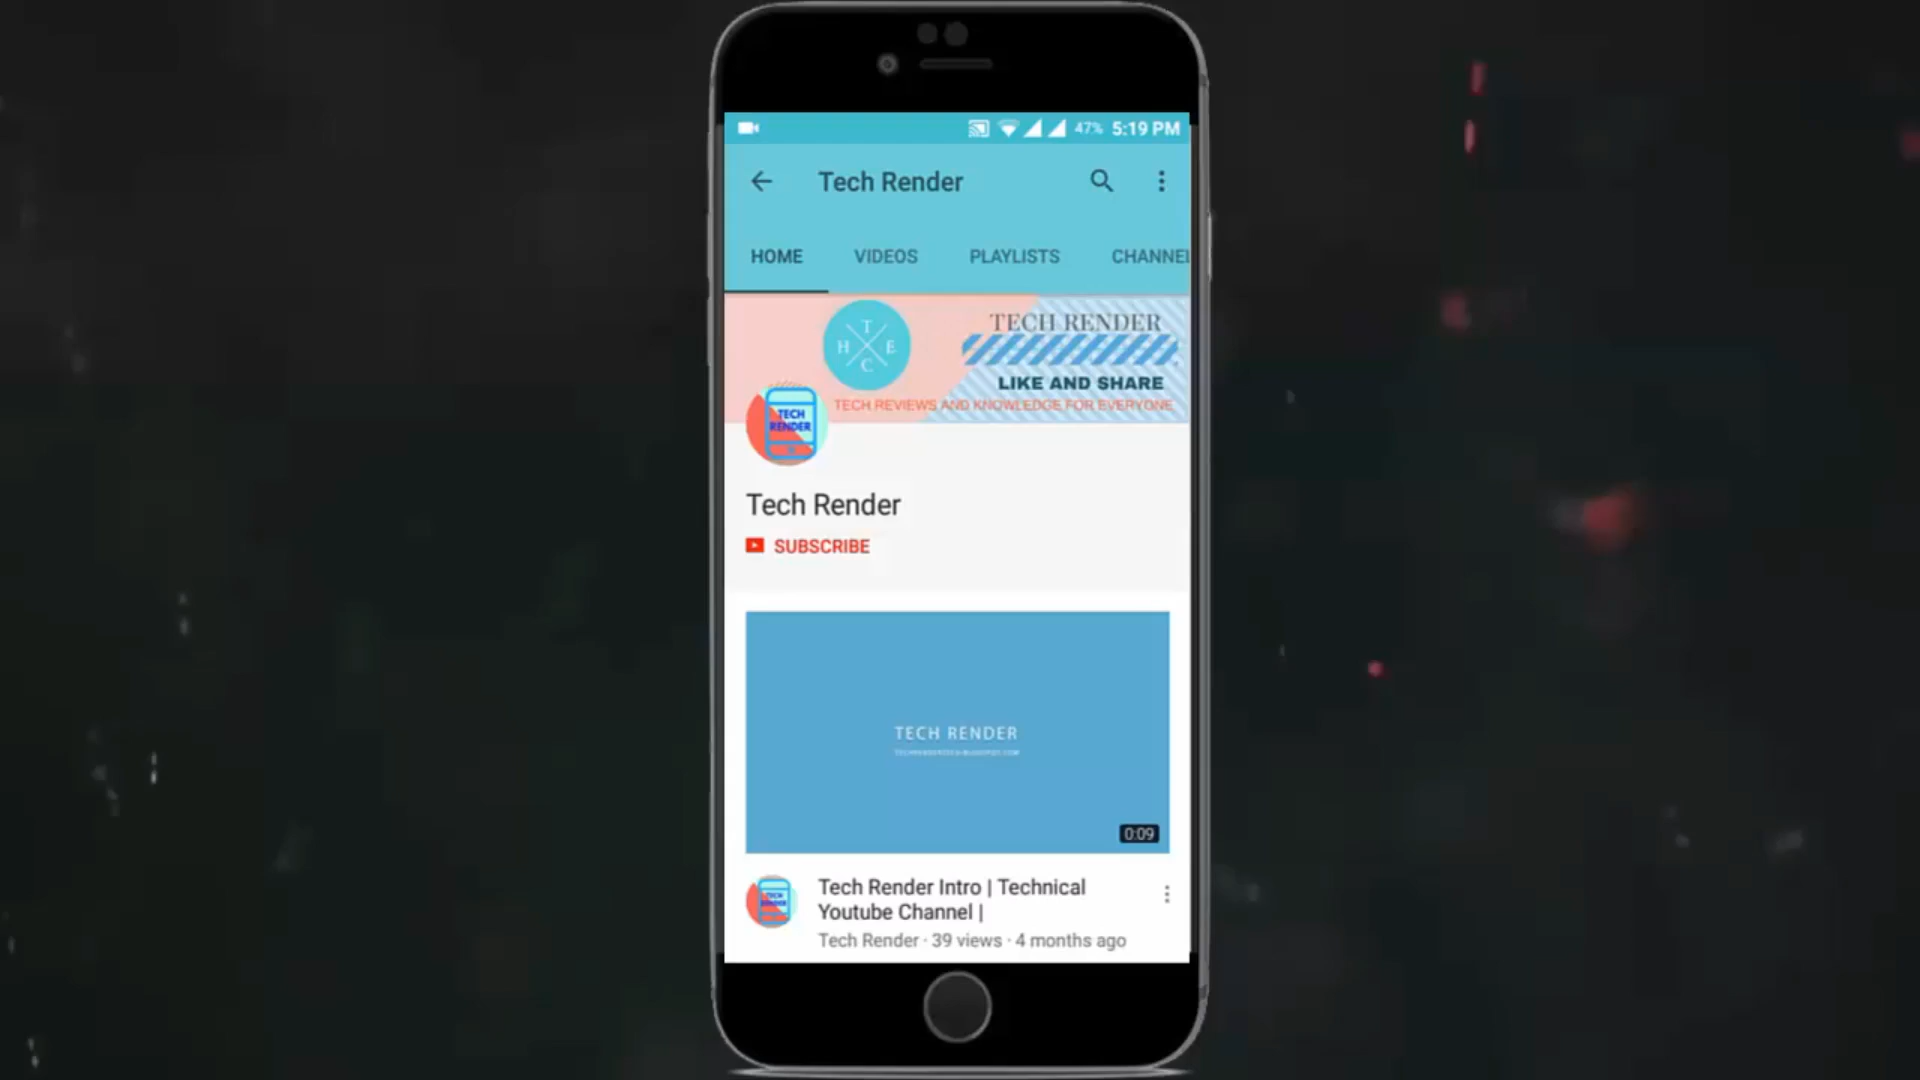 47% 5:19 PM
Tech Render
HOME VIDEOS PLAYLISTS CHANNEL
T
H E
C
TECH RENDER
LIKE AND SHARE
TECH REVIEWS AND KNOWLEDGE FOR EVERYONE
TECH
RENDER
Tech Render
SUBSCRIBE
TECH RENDER
0:09
TECH
RENDER
Tech Render Intro | Technical
Youtube Channel |
Tech Render · 39 views · 4 months ago